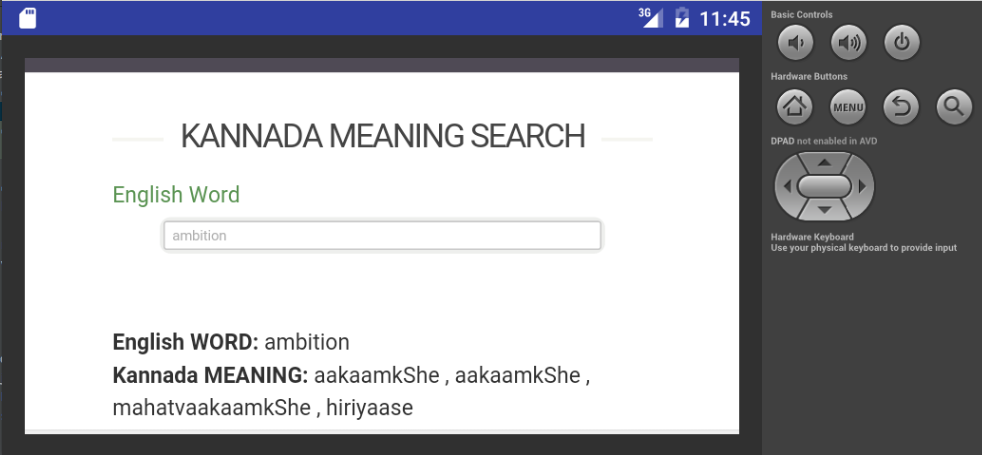 3G 11:45
KANNADA MEANING SEARCH
English Word
ambition
English WORD: ambition
Kannada MEANING: aakaamkShe , aakaamkShe ,
mahatvaakaamkShe , hiriyaase
Basic Controls
Hardware Buttons
MENU
DPAD not enabled in AVD
Hardware Keyboard
Use your physical keyboard to provide input